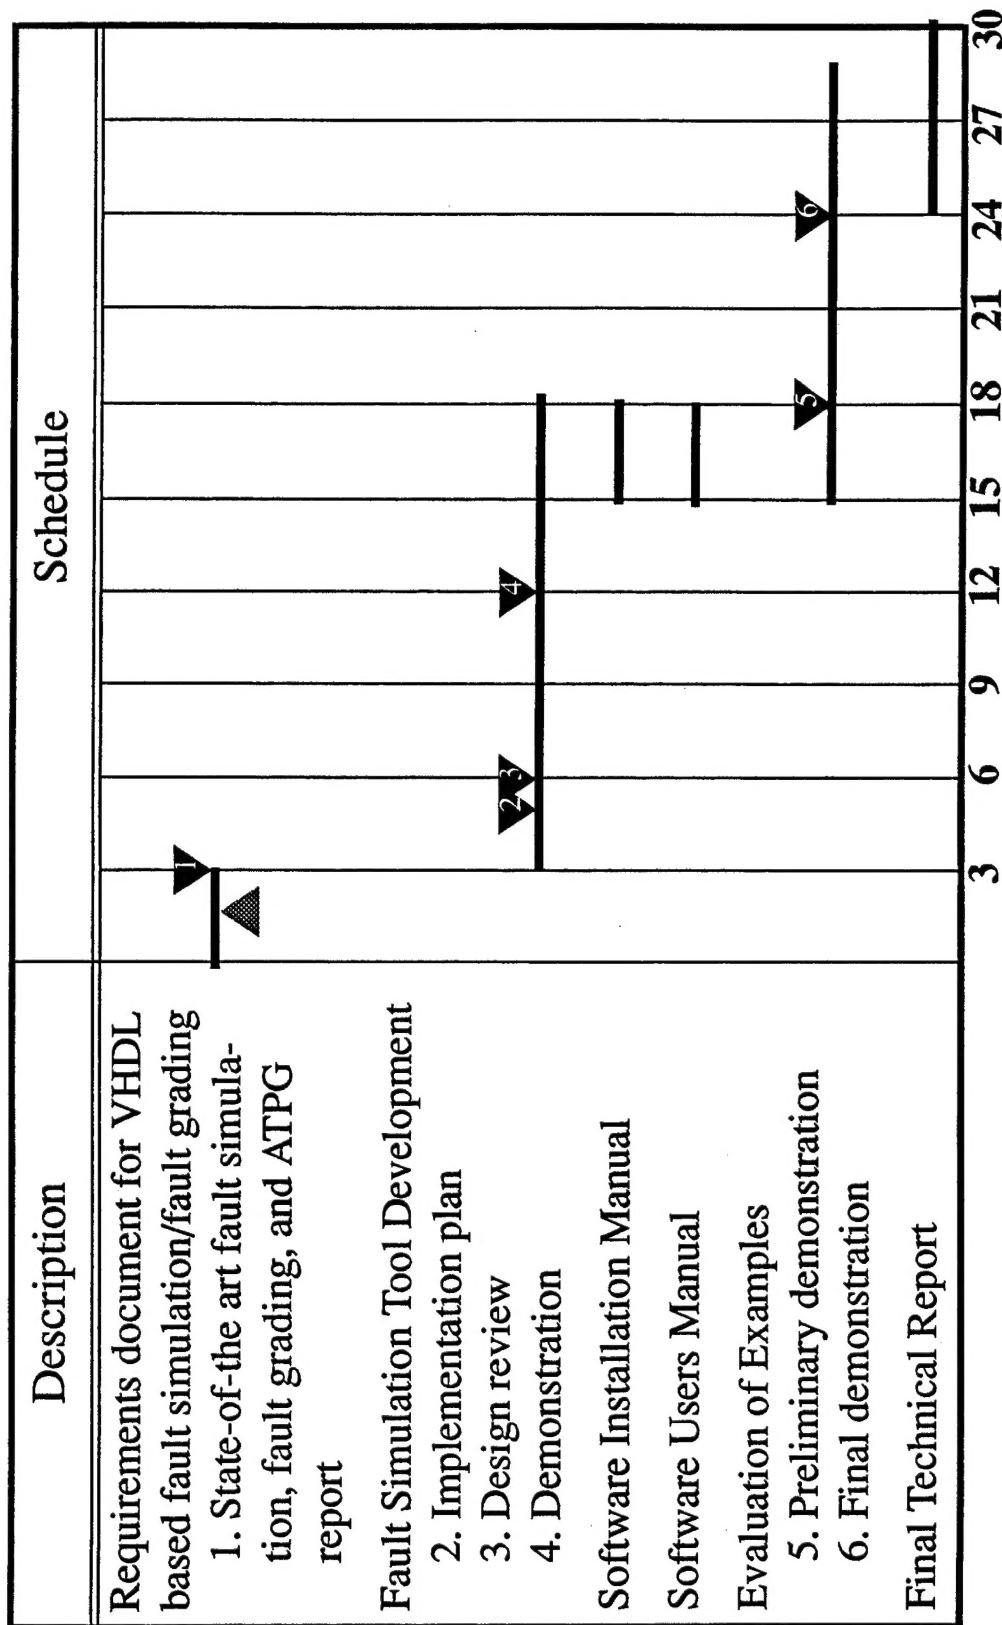 Description
Schedule
Requirements document for VHDL
based fault simulation/fault grading
1. State-of-the art fault simula-
tion, fault grading, and ATPG
report
1
Fault Simulation Tool Development
2. Implementation plan
3. Design review
4. Demonstration
2
3
4
Software Installation Manual
Software Users Manual
Evaluation of Examples
5. Preliminary demonstration
6. Final demonstration
5
6
Final Technical Report
3 6 9 12 15 18 21 24 27 30